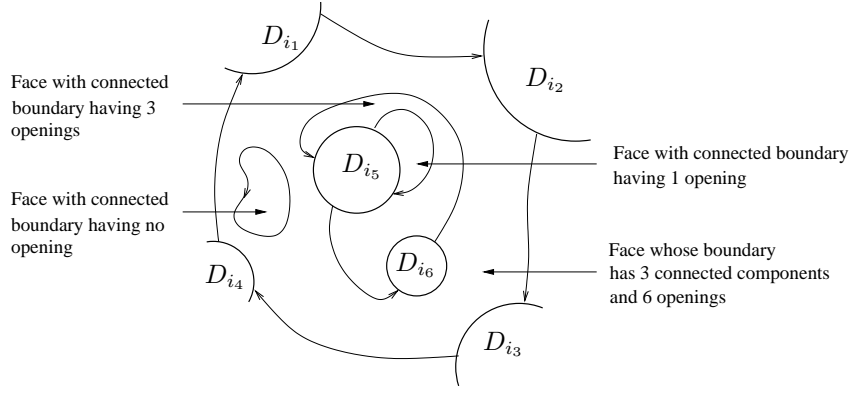 D_{i_1}
D_{i_2}
Face with connected
boundary having 3
openings
D_{i_5}
Face with connected boundary
having 1 opening
Face with connected
boundary having no
opening
D_{i_4}
D_{i_6}
Face whose boundary
has 3 connected components
and 6 openings
D_{i_3}